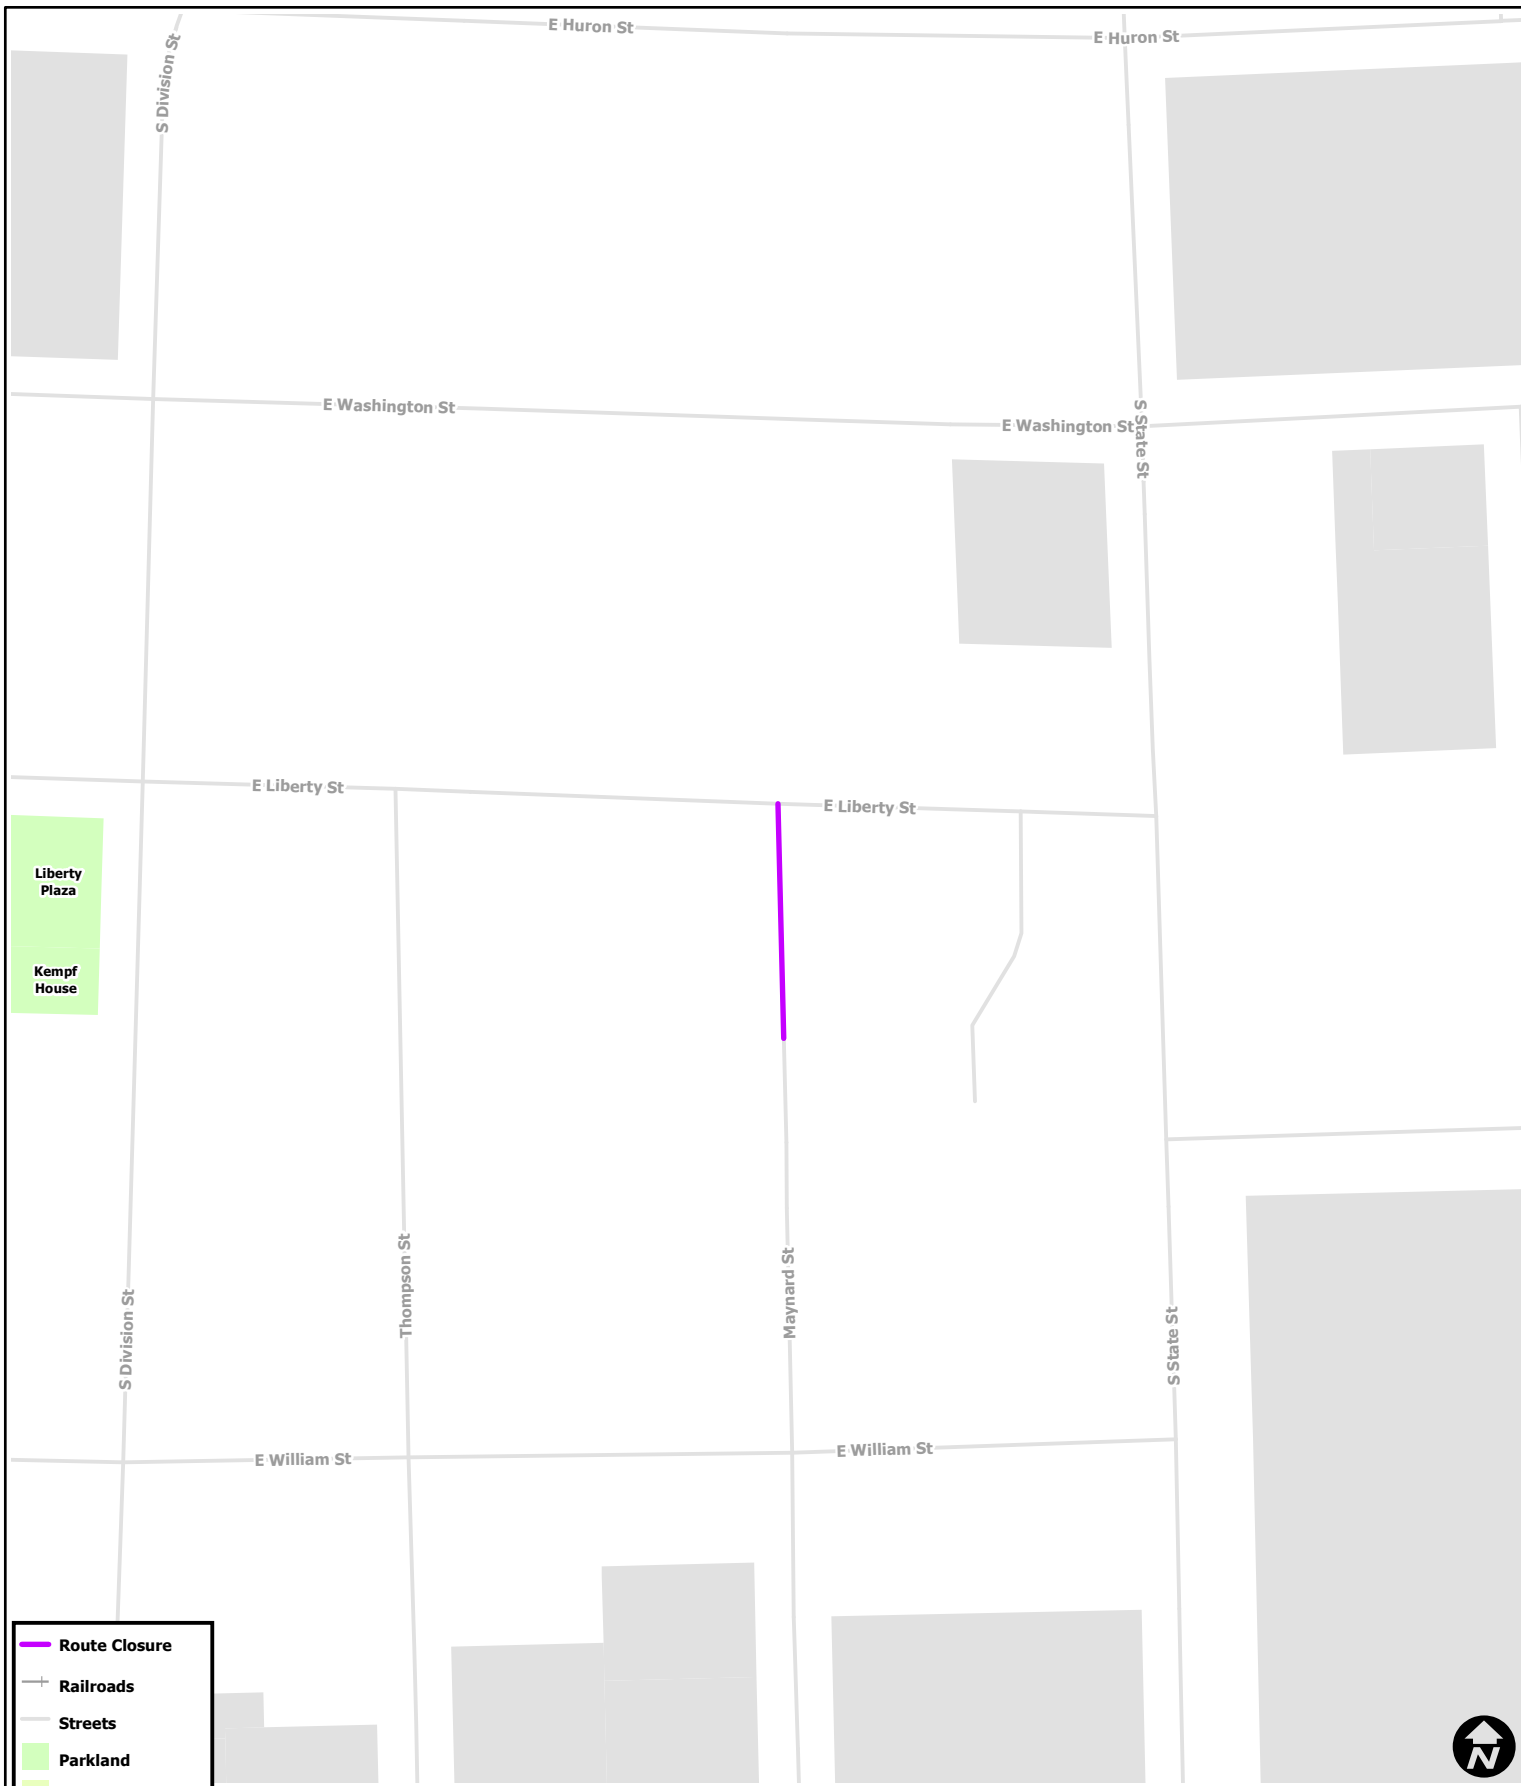 E Huron St
E Huron St
S Division St
E Washington St
E Washington St
S State St
E Liberty St
E Liberty St
Liberty
Plaza
Kempf
House
Thompson St
Maynard St
S Division St
S State St
E William St
E William St
Route Closure
Railroads
Streets
Parkland
N